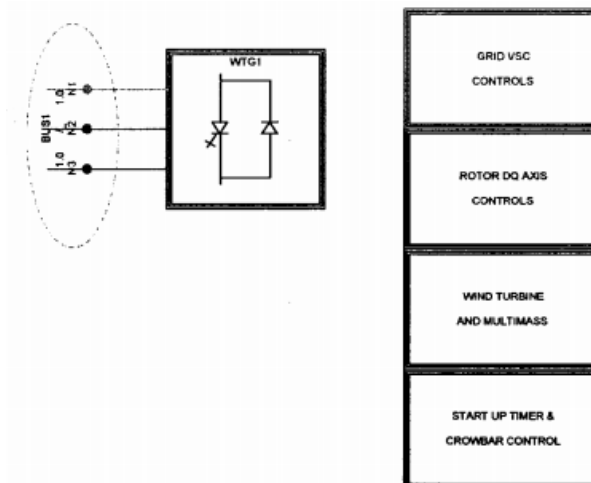 WTG1
1.0
N1
BUS1
N2
1.0
N3
GRID VSC
CONTROLS
ROTOR DQ AXIS
CONTROLS
WIND TURBINE
AND MULTIMASS
START UP TIMER &
CROWBAR CONTROL